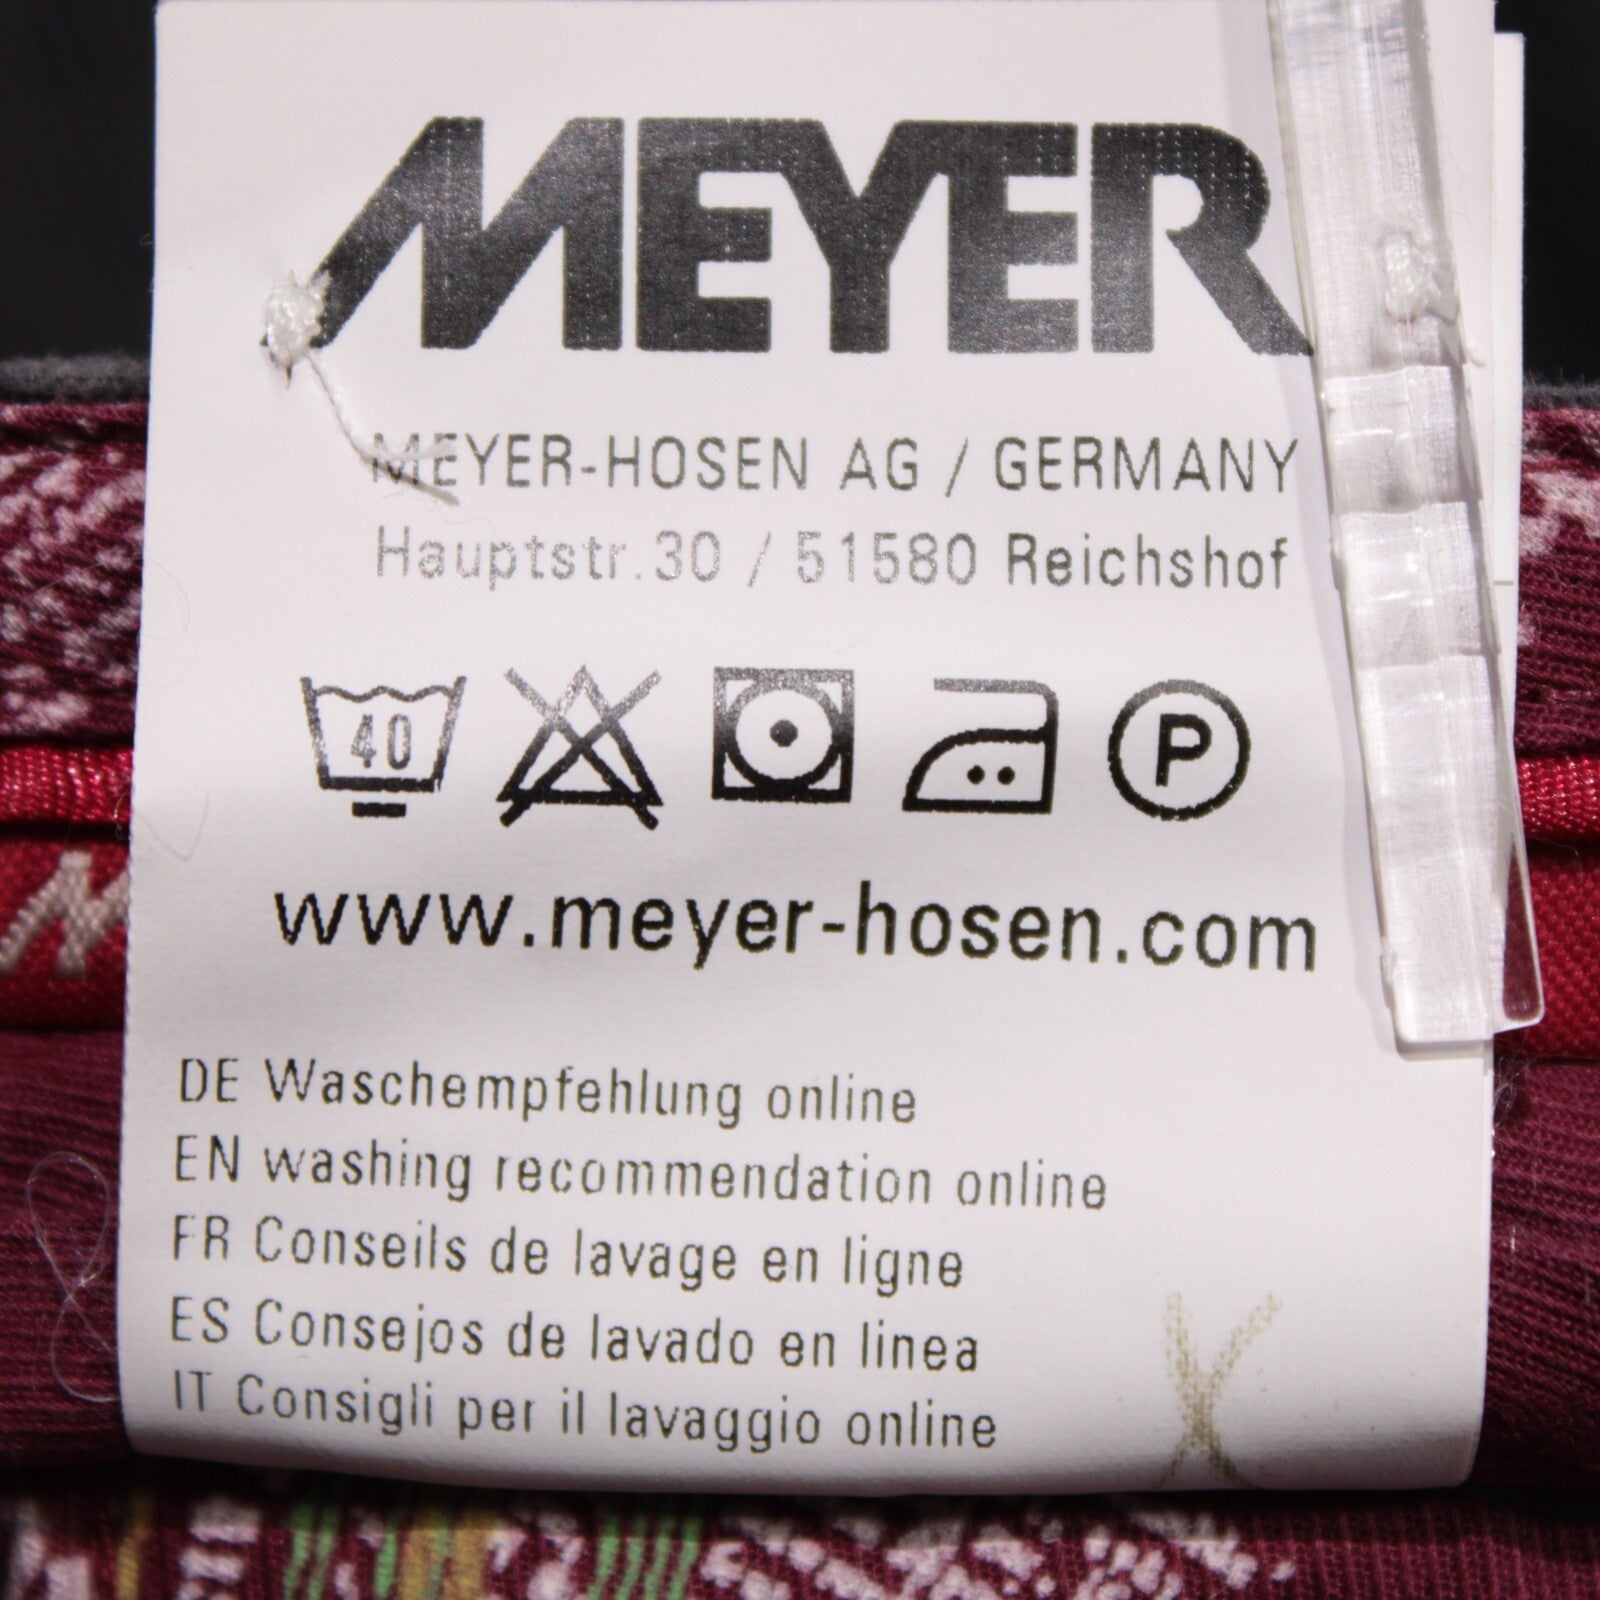 MEYER
MEYER-HOSEN AG / GERMANY
Hauptstr.30 / 51580 Reichshof
40 P
www.meyer-hosen.com
DE Waschempfehlung online
EN washing recommendation online
FR Conseils de lavage en ligne
ES Consejos de lavado en linea
IT Consigli per il lavaggio online
X
M